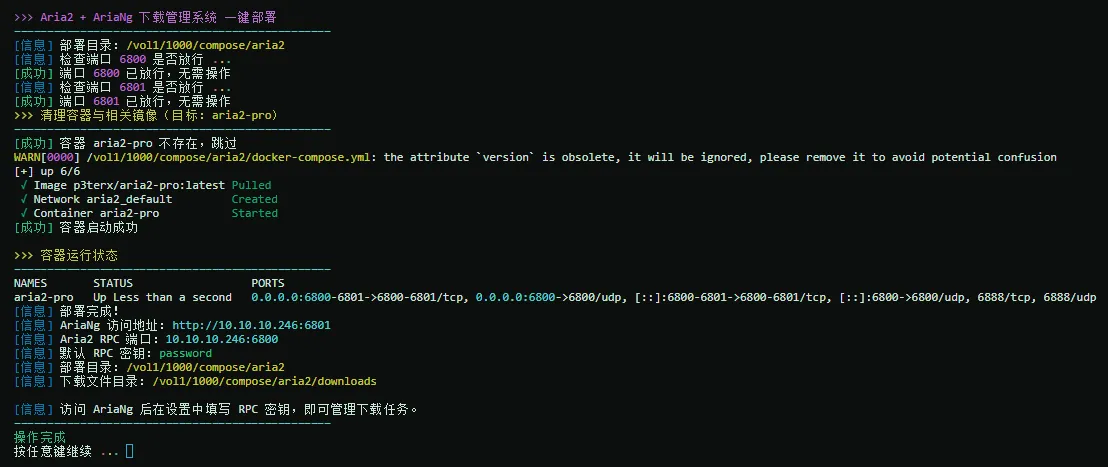 >>> Aria2 + AriaNg 下载管理系统 一键部署
------------------------------------------------
[信息] 部署目录: /vol1/1000/compose/aria2
[信息] 检查端口 6800 是否放行 ...
[成功] 端口 6800 已放行，无需操作
[信息] 检查端口 6801 是否放行 ...
[成功] 端口 6801 已放行，无需操作
>>> 清理容器与相关镜像（目标: aria2-pro）
------------------------------------------------
[成功] 容器 aria2-pro 不存在，跳过
WARN[0000] /vol1/1000/compose/aria2/docker-compose.yml: the attribute `version` is obsolete, it will be ignored, please remove it to avoid potential confusion
[+] up 6/6
✓ Image p3terx/aria2-pro:latest Pulled
✓ Network aria2_default Created
✓ Container aria2-pro Started
[成功] 容器启动成功
>>> 容器运行状态
------------------------------------------------
NAMES STATUS PORTS
aria2-pro Up Less than a second 0.0.0.0:6800-6801->6800-6801/tcp, 0.0.0.0:6800->6800/udp, [::]:6800-6801->6800-6801/tcp, [::]:6800->6800/udp, 6888/tcp, 6888/udp
[信息] 部署完成!
[信息] AriaNg 访问地址: http://10.10.10.246:6801
[信息] Aria2 RPC 端口: 10.10.10.246:6800
[信息] 默认 RPC 密钥: password
[信息] 部署目录: /vol1/1000/compose/aria2
[信息] 下载文件目录: /vol1/1000/compose/aria2/downloads
[信息] 访问 AriaNg 后在设置中填写 RPC 密钥，即可管理下载任务。
------------------------------------------------
操作完成
按任意键继续 ...